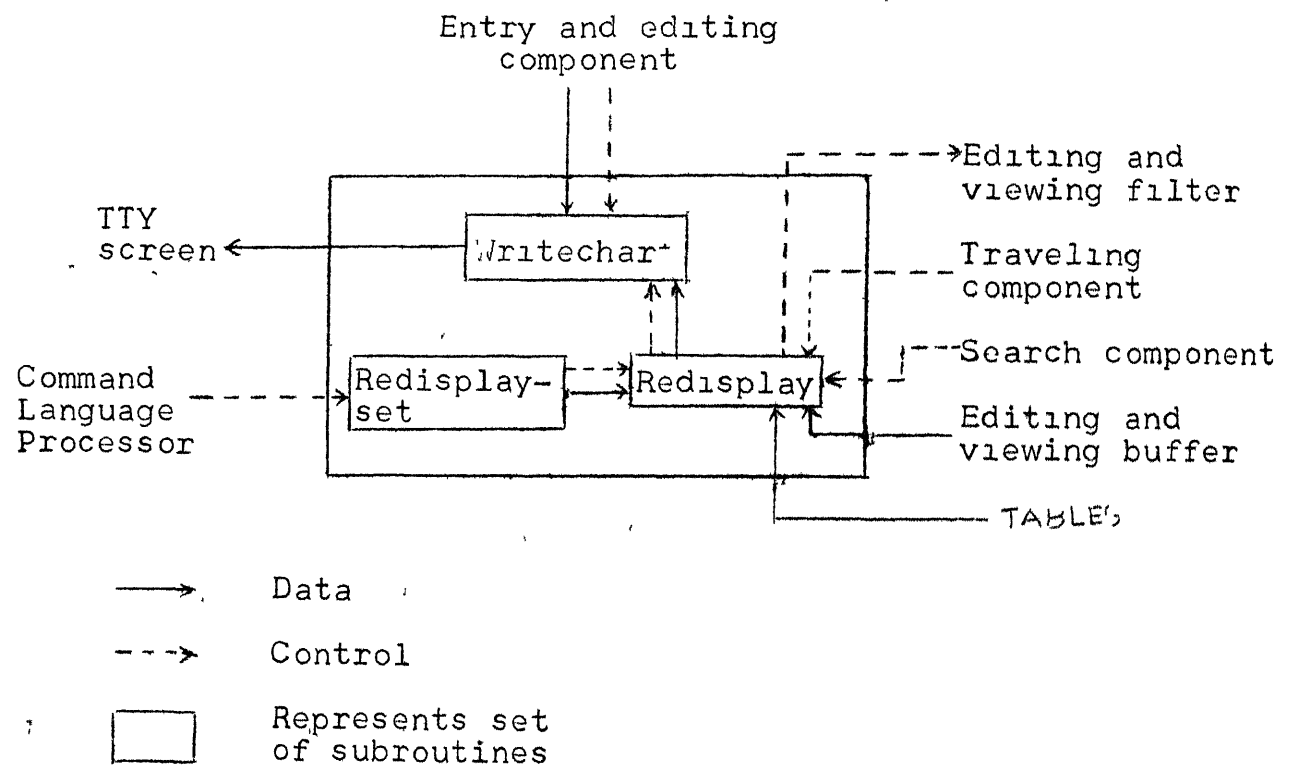 Entry and editing
component
Editing and
viewing filter
TTY
screen
Writechar
Traveling
component
Search component
Command
Language
Processor
Redisplay-
set
Redisplay
Editing and
viewing buffer
TABLES
Data
Control
Represents set
of subroutines